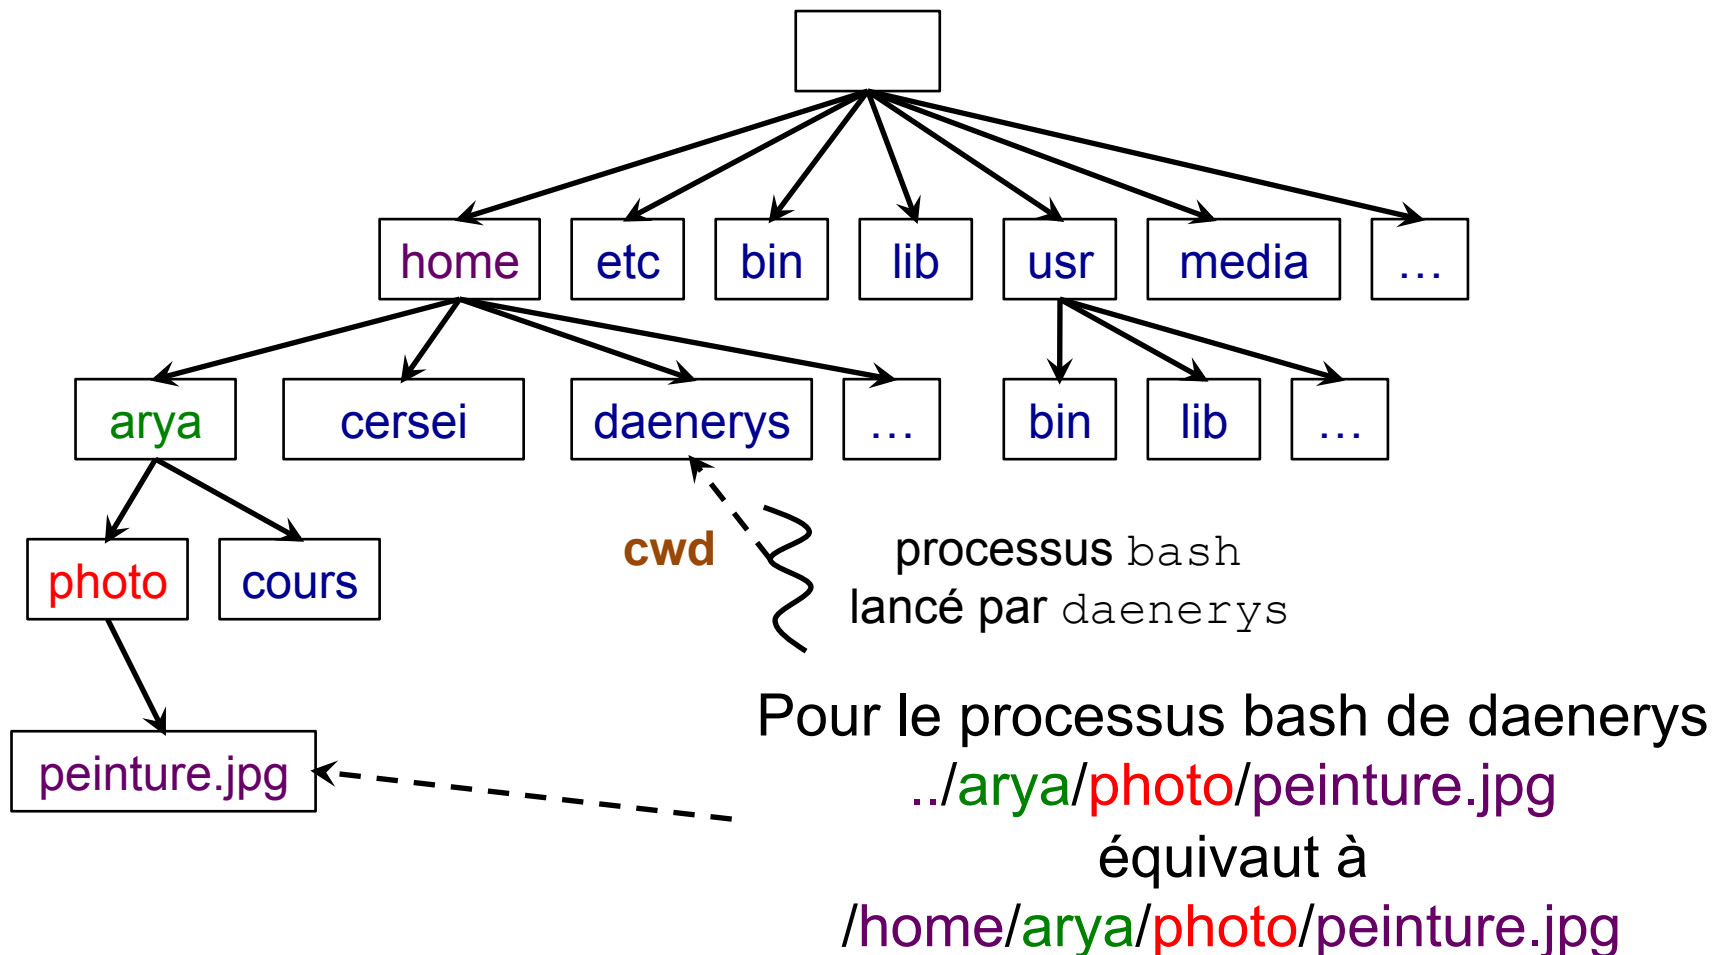 home etc bin lib usr media …
arya cersei daenerys … bin lib …
photo cours
cwd
processus bash
lancé par daenerys
peinture.jpg
Pour le processus bash de daenerys
../arya/photo/peinture.jpg
équivaut à
/home/arya/photo/peinture.jpg